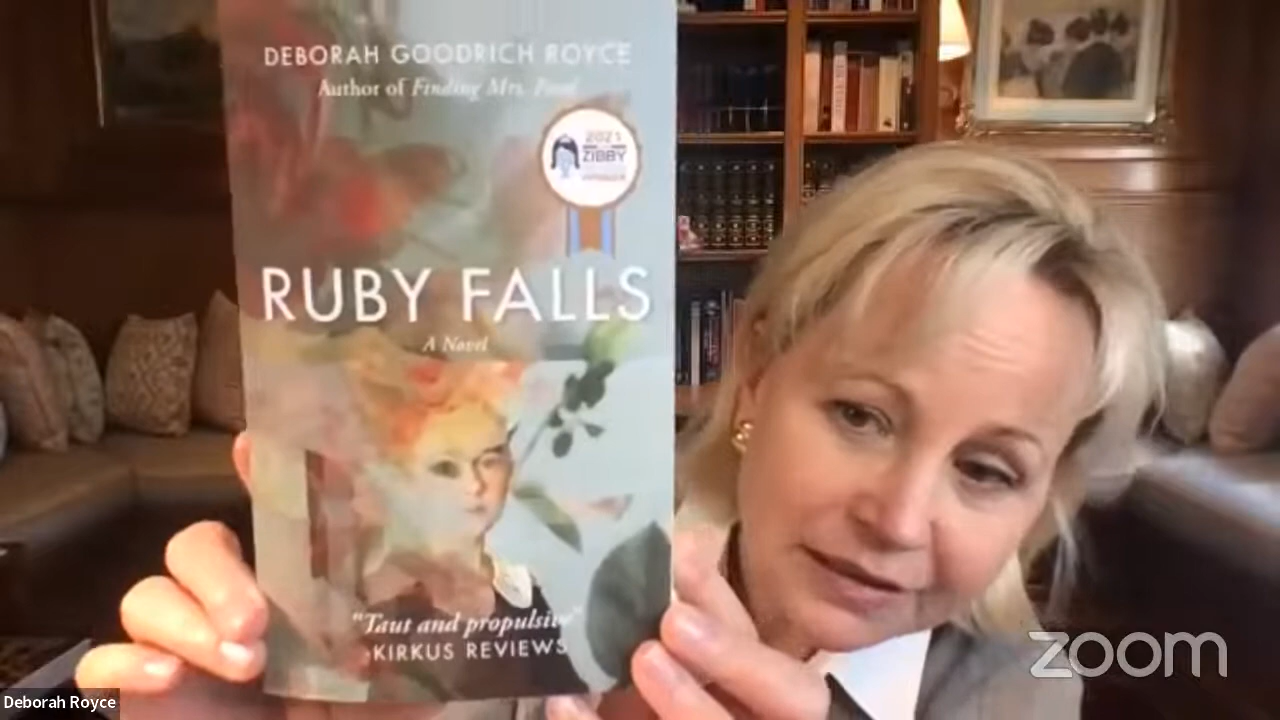 DEBORAH GOODRICH ROYCE
Author of Finding Mrs. Ford
2021
ZIBBY
RUBY FALLS
A Novel
"Taut and propulsive"
-KIRKUS REVIEWS
zoom
Deborah Royce